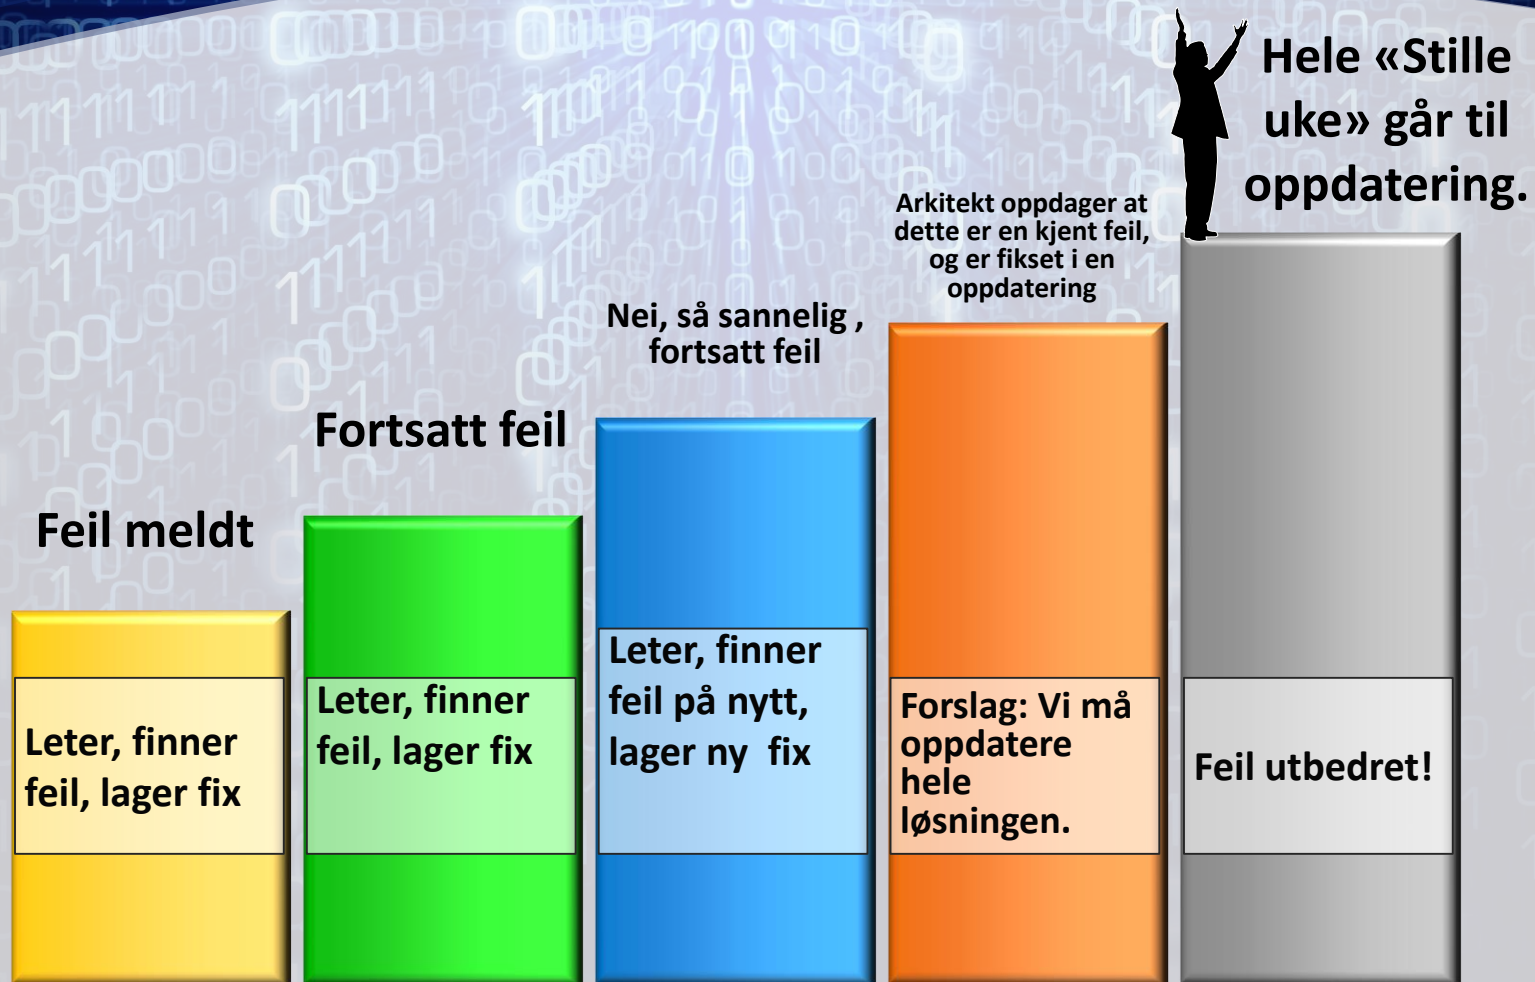 Feil meldt
Leter, finner
feil, lager fix
Fortsatt feil
Leter, finner
feil, lager fix
Nei, så sannelig ,
fortsatt feil
Leter, finner
feil på nytt,
lager ny  fix
Arkitekt oppdager at
dette er en kjent feil,
og er fikset i en
oppdatering
Forslag: Vi må
oppdatere
hele
løsningen.
Hele «Stille
uke» går til
oppdatering.
Feil utbedret!